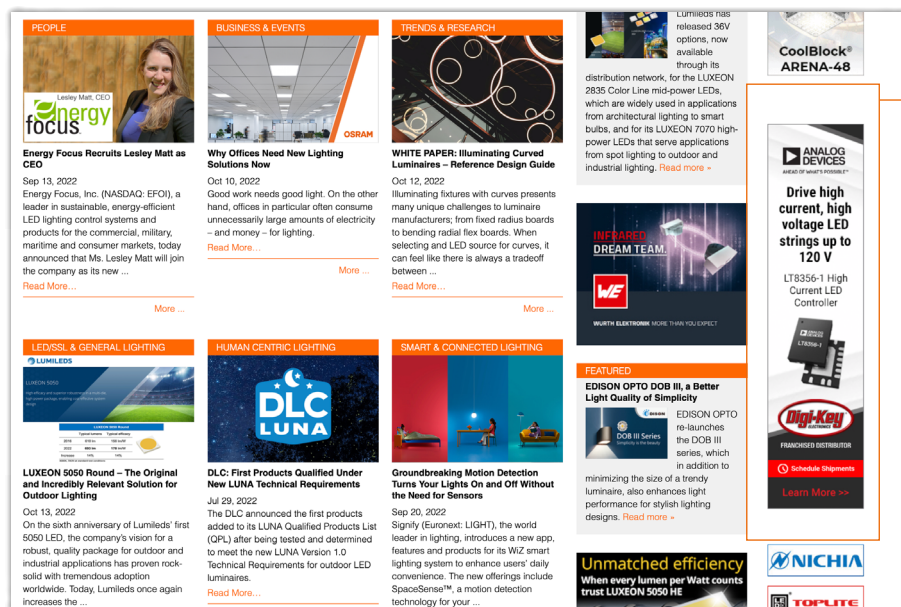 PEOPLE
Lesley Matt, CEO
energy
focus
Energy Focus Recruits Lesley Matt as
CEO
Sep 13, 2022
Energy Focus, Inc. (NASDAQ: EFOI), a
leader in sustainable, energy-efficient
LED lighting control systems and
products for the commercial, military,
maritime and consumer markets, today
announced that Ms. Lesley Matt will join
the company as its new ...
Read More…
More ...
BUSINESS & EVENTS
OSRAM
Why Offices Need New Lighting
Solutions Now
Oct 10, 2022
Good work needs good light. On the other
hand, offices in particular often consume
unnecessarily large amounts of electricity
– and money – for lighting.
Read More…
More ...
TRENDS & RESEARCH
WHITE PAPER: Illuminating Curved
Luminaires – Reference Design Guide
Oct 12, 2022
Illuminating fixtures with curves presents
many unique challenges to luminaire
manufacturers; from fixed radius boards
to bending radial flex boards. When
selecting and LED source for curves, it
can feel like there is always a tradeoff
between ...
Read More…
More ...
LED/SSL & GENERAL LIGHTING
LUMILEDS
LUXEON 5050
LUXEON 5050 Round
LUXEON 5050 Round – The Original
and Incredibly Relevant Solution for
Outdoor Lighting
Oct 13, 2022
On the sixth anniversary of Lumileds' first
5050 LED, the company's vision for a
robust, quality package for outdoor and
industrial applications has proven rock-
solid with tremendous adoption
worldwide. Today, Lumileds once again
increases the ...
HUMAN CENTRIC LIGHTING
DLC
LUNA
DLC: First Products Qualified Under
New LUNA Technical Requirements
Jul 29, 2022
The DLC announced the first products
added to its LUNA Qualified Products List
(QPL) after being tested and determined
to meet the new LUNA Version 1.0
Technical Requirements for outdoor LED
luminaires.
Read More…
SMART & CONNECTED LIGHTING
Groundbreaking Motion Detection
Turns Your Lights On and Off Without
the Need for Sensors
Sep 20, 2022
Signify (Euronext: LIGHT), the world
leader in lighting, introduces a new app,
features and products for its WiZ smart
lighting system to enhance users' daily
convenience. The new offerings include
SpaceSense™, a motion detection
technology for your ...
Lumileds has
released 36V
options, now
available
through its
distribution network, for the LUXEON
2835 Color Line mid-power LEDs,
which are widely used in applications
from architectural lighting to smart
bulbs, and for its LUXEON 7070 high-
power LEDs that serve applications
from spot lighting to outdoor and
industrial lighting. Read more »
INFRARED
DREAM TEAM.
WE
WURTH ELEKTRONIK MORE THAN YOU EXPECT
FEATURED
EDISON OPTO DOB III, a Better
Light Quality of Simplicity
EDISON
DOB III Series
Simplicity is the Beauty
EDISON OPTO
re-launches
the DOB III
series, which
in addition to
minimizing the size of a trendy
luminaire, also enhances light
performance for stylish lighting
designs. Read more »
Unmatched efficiency
When every lumen per Watt counts
trust LUXEON 5050 HE
CoolBlock®
ARENA-48
ANALOG
DEVICES
AHEAD OF WHAT'S POSSIBLE™
Drive high
current, high
voltage LED
strings up to
120 V
LT8356-1 High
Current LED
Controller
ANALOG
DEVICES
LT8356-1
Digi-Key
ELECTRONICS
FRANCHISED DISTRIBUTOR
Schedule Shipments
Learn More >>
NICHIA
TOPLITE